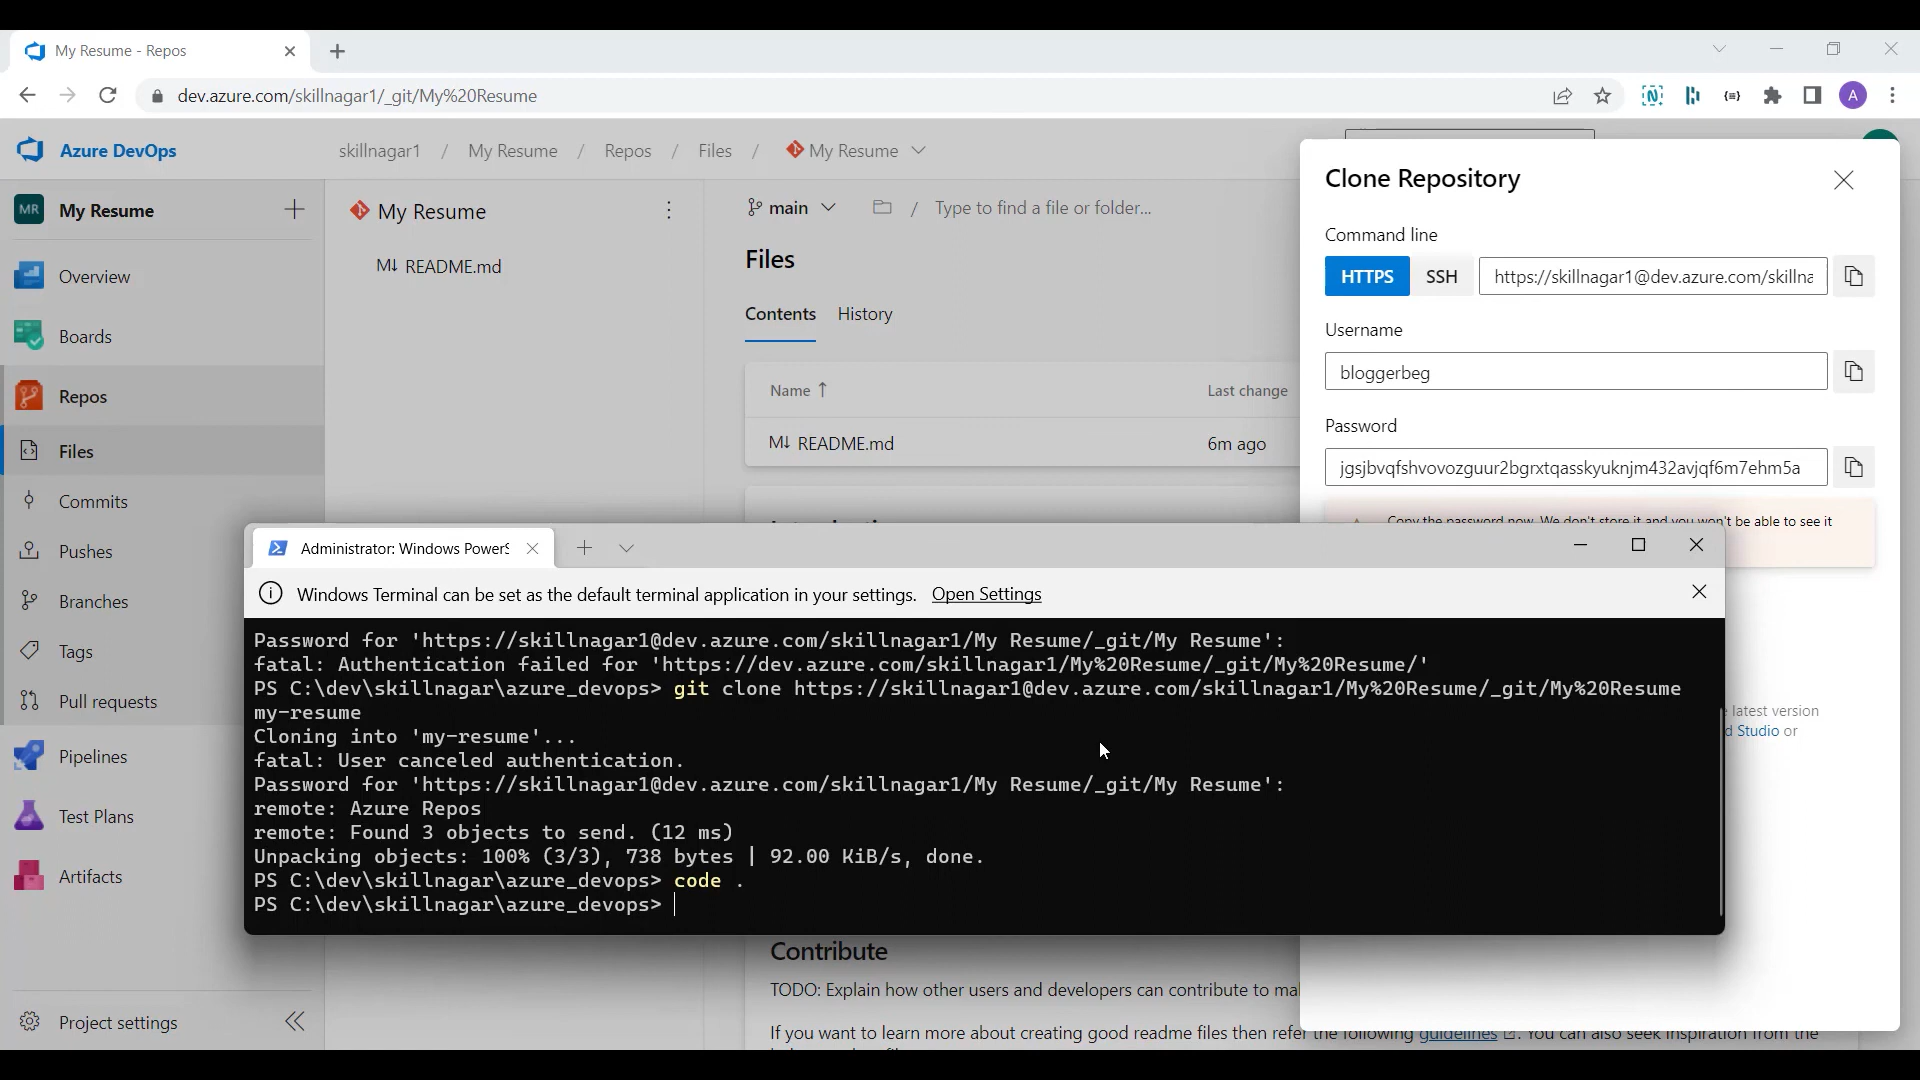 My Resume - Repos
dev.azure.com/skillnagar1/_git/My%20Resume
A
Azure DevOps
skillnagar1 / My Resume / Repos / Files / My Resume
MR My Resume
Overview
Boards
Repos
Files
Commits
Pushes
Branches
Tags
Pull requests
Pipelines
Test Plans
Artifacts
Project settings
My Resume
README.md
main / Type to find a file or folder...
Files
Contents History
Name ↑ Last change
README.md 6m ago
Clone Repository
Command line
HTTPS SSH https://skillnagar1@dev.azure.com/skillna
Username
bloggerbeg
Password
jgsjbvqfshvovozguur2bgrxtqasskyuknjm432avjqf6m7ehm5a
Copy the password now. We don't store it and you won't be able to see it
latest version
d Studio or
Administrator: Windows PowerS
Windows Terminal can be set as the default terminal application in your settings. Open Settings
Password for 'https://skillnagar1@dev.azure.com/skillnagar1/My Resume/_git/My Resume':
fatal: Authentication failed for 'https://dev.azure.com/skillnagar1/My%20Resume/_git/My%20Resume/'
PS C:\dev\skillnagar\azure_devops> git clone https://skillnagar1@dev.azure.com/skillnagar1/My%20Resume/_git/My%20Resume
my-resume
Cloning into 'my-resume'...
fatal: User canceled authentication.
Password for 'https://skillnagar1@dev.azure.com/skillnagar1/My Resume/_git/My Resume':
remote: Azure Repos
remote: Found 3 objects to send. (12 ms)
Unpacking objects: 100% (3/3), 738 bytes | 92.00 KiB/s, done.
PS C:\dev\skillnagar\azure_devops> code .
PS C:\dev\skillnagar\azure_devops>
Contribute
TODO: Explain how other users and developers can contribute to mak
If you want to learn more about creating good readme files then refer the following guidelines. You can also seek inspiration from the